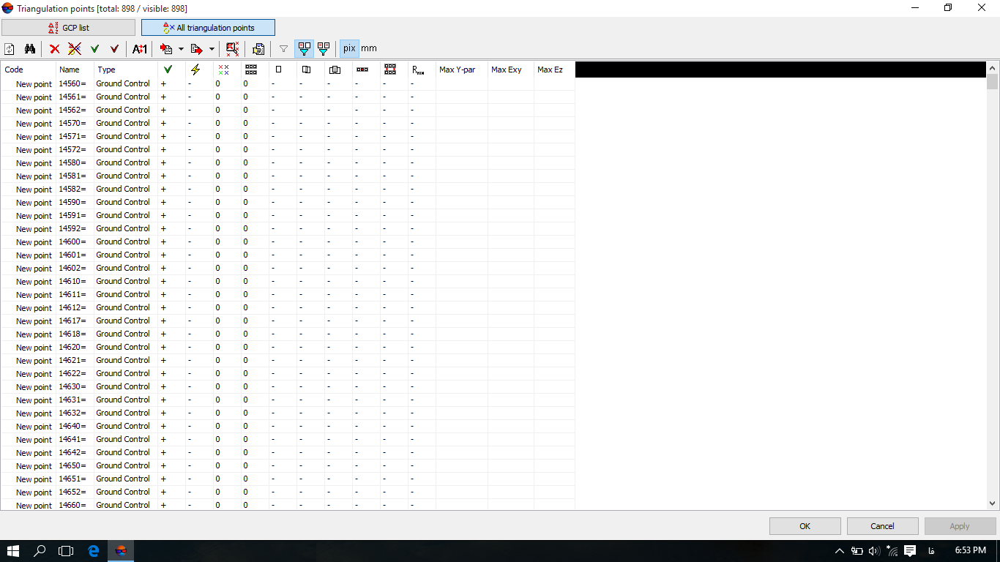 Triangulation points [total: 898 / visible: 898]
GCP list
All triangulation points
pix mm
Code Name Type RMIN Max Y-par Max Exy Max Ez
New point 14560= Ground Control + - 0 0 - - - - - -
New point 14561= Ground Control + - 0 0 - - - - - -
New point 14562= Ground Control + - 0 0 - - - - - -
New point 14570= Ground Control + - 0 0 - - - - - -
New point 14571= Ground Control + - 0 0 - - - - - -
New point 14572= Ground Control + - 0 0 - - - - - -
New point 14580= Ground Control + - 0 0 - - - - - -
New point 14581= Ground Control + - 0 0 - - - - - -
New point 14582= Ground Control + - 0 0 - - - - - -
New point 14590= Ground Control + - 0 0 - - - - - -
New point 14591= Ground Control + - 0 0 - - - - - -
New point 14592= Ground Control + - 0 0 - - - - - -
New point 14600= Ground Control + - 0 0 - - - - - -
New point 14601= Ground Control + - 0 0 - - - - - -
New point 14602= Ground Control + - 0 0 - - - - - -
New point 14610= Ground Control + - 0 0 - - - - - -
New point 14611= Ground Control + - 0 0 - - - - - -
New point 14612= Ground Control + - 0 0 - - - - - -
New point 14617= Ground Control + - 0 0 - - - - - -
New point 14618= Ground Control + - 0 0 - - - - - -
New point 14620= Ground Control + - 0 0 - - - - - -
New point 14621= Ground Control + - 0 0 - - - - - -
New point 14622= Ground Control + - 0 0 - - - - - -
New point 14630= Ground Control + - 0 0 - - - - - -
New point 14631= Ground Control + - 0 0 - - - - - -
New point 14632= Ground Control + - 0 0 - - - - - -
New point 14640= Ground Control + - 0 0 - - - - - -
New point 14641= Ground Control + - 0 0 - - - - - -
New point 14642= Ground Control + - 0 0 - - - - - -
New point 14650= Ground Control + - 0 0 - - - - - -
New point 14651= Ground Control + - 0 0 - - - - - -
New point 14652= Ground Control + - 0 0 - - - - - -
New point 14660= Ground Control + - 0 0 - - - - - -
OK Cancel Apply
فا 6:53 PM